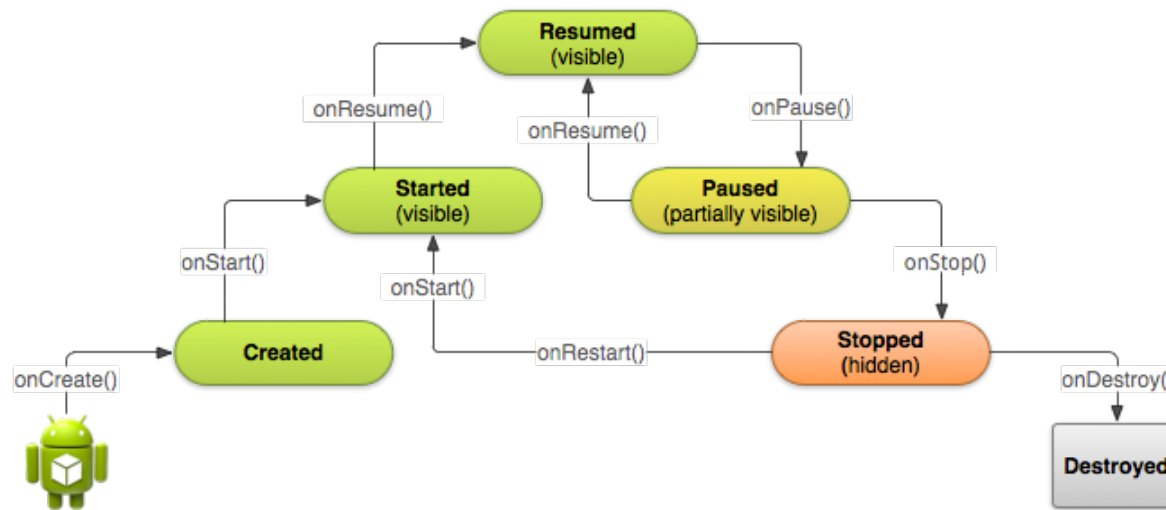 Resumed
(visible)
onResume()
onPause()
onResume()
Started
(visible)
Paused
(partially visible)
onStart()
onStop()
onStart()
Created
onRestart()
Stopped
(hidden)
onCreate()
onDestroy(
Destroyed